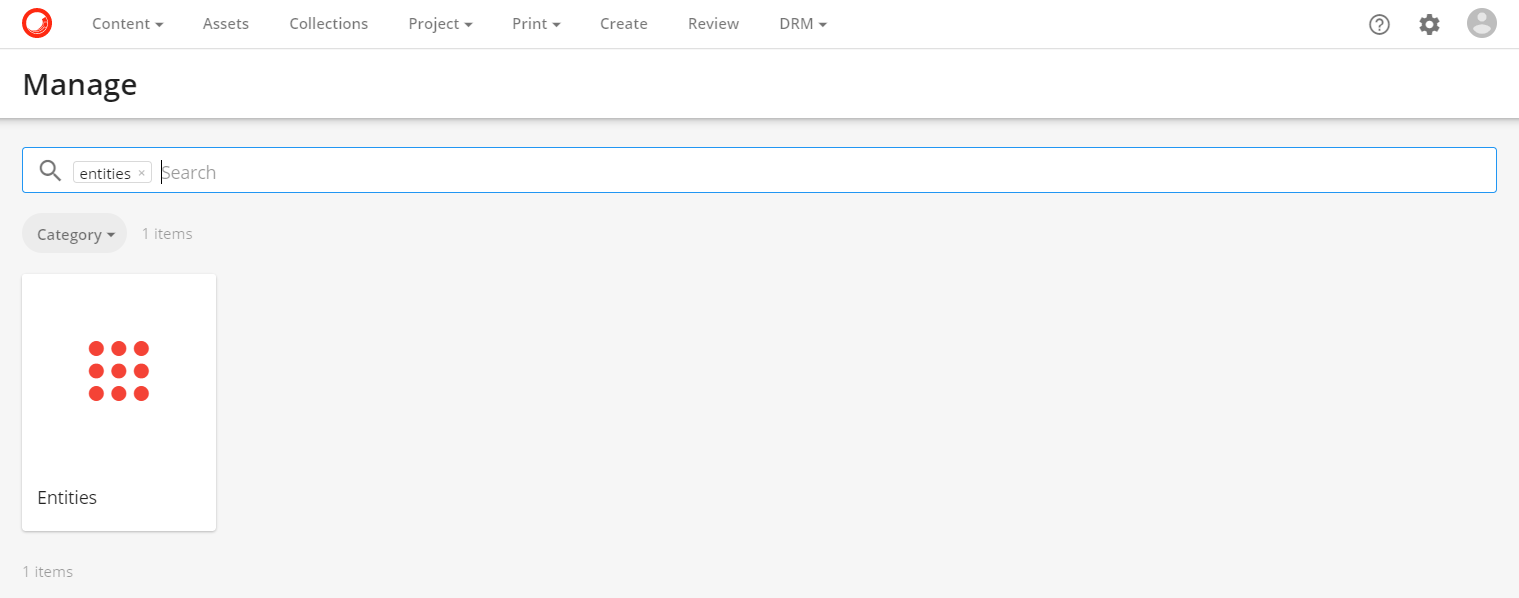 Content Assets Collections Project Print Create Review DRM
Manage
entities × Search
Category 1 items
Entities
1 items